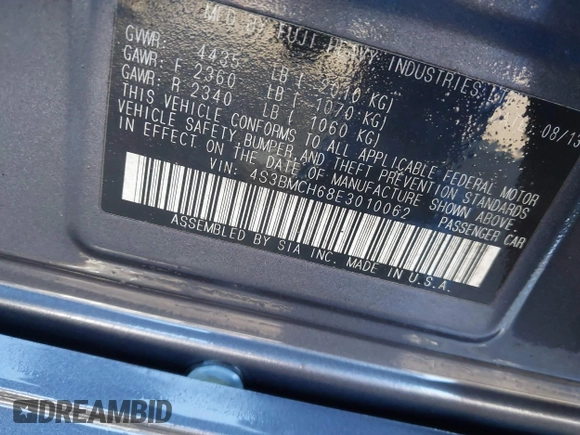 MFD BY FUJI HEAVY INDUSTRIES 08/13
GVWR: 4435 LB ( 2010 KG)
GAWR: F 2360 LB ( 1070 KG)
GAWR: R 2340 LB ( 1060 KG)
THIS VEHICLE CONFORMS TO ALL APPLICABLE FEDERAL MOTOR
VEHICLE SAFETY, BUMPER, AND THEFT PREVENTION STANDARDS
IN EFFECT ON THE DATE OF MANUFACTURE SHOWN ABOVE.
VIN: 4S3BMCH68E3010062 PASSENGER CAR
ASSEMBLED BY SIA INC. MADE IN U.S.A.
DREAMBID